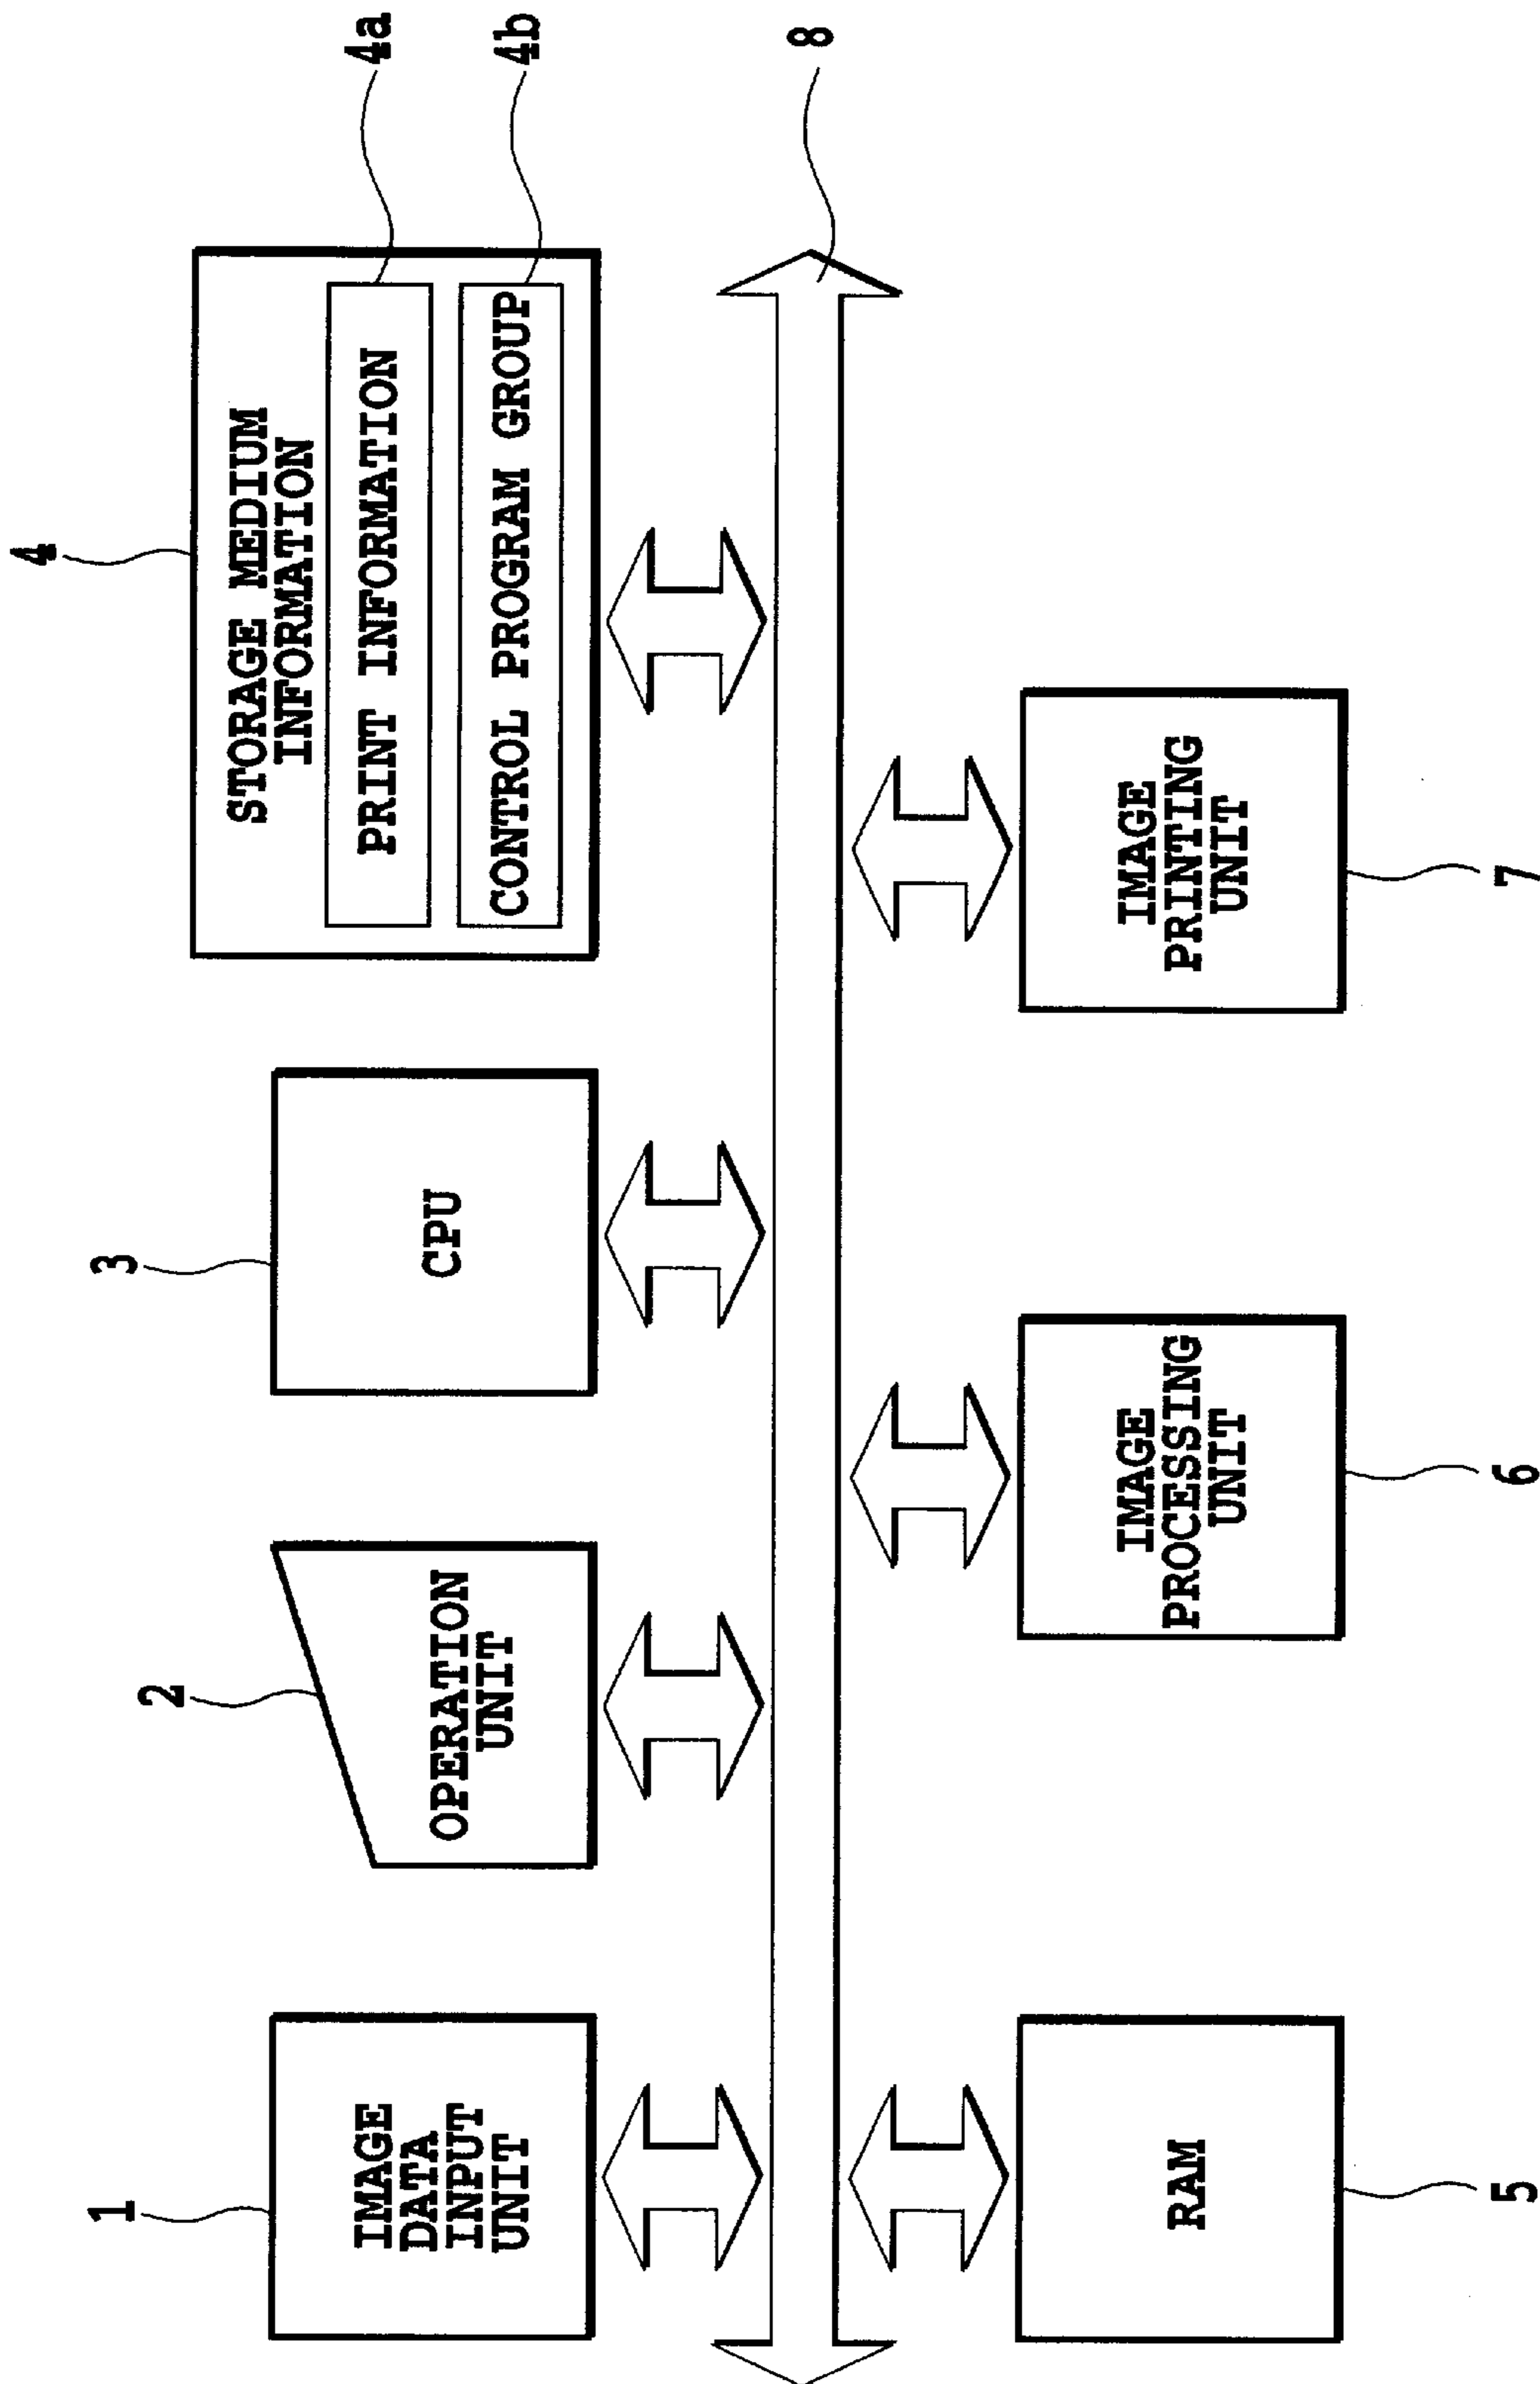 1
IMAGE
DATA
INPUT
UNIT
2
OPERATION
UNIT
3
CPU
4
STORAGE MEDIUM
INFORMATION
PRINT INFORMATION
4a
CONTROL PROGRAM GROUP
4b
8
RAM
5
IMAGE
PROCESSING
UNIT
6
IMAGE
PRINTING
UNIT
7